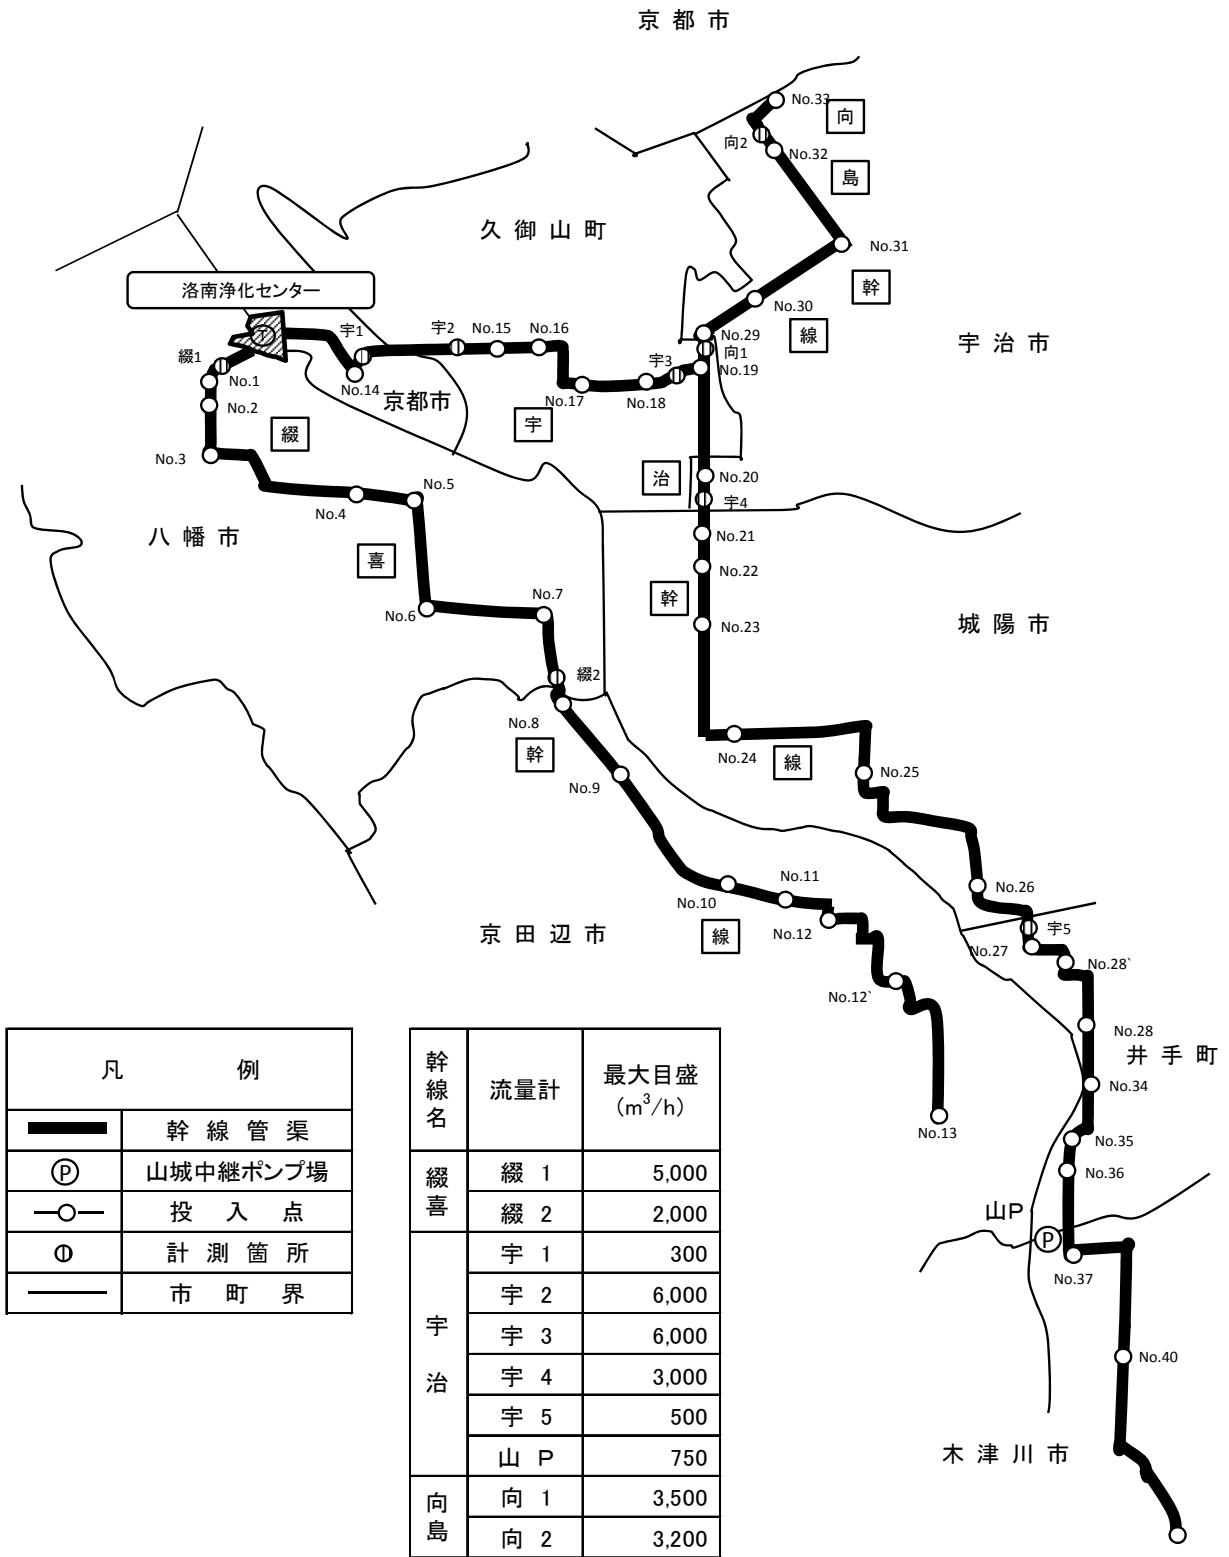 京都市
No.33
向
向2
No.32
島
久御山町
No.31
洛南浄化センター
幹
No.30
線
宇1
宇2
No.15
No.16
No.29
宇治市
T
向1
綴1
宇3
No.19
No.1
No.14
No.17
No.18
京都市
No.2
宇
綴
No.3
No.5
治
No.20
No.4
宇4
八幡市
No.21
喜
No.22
幹
No.7
No.6
No.23
城陽市
綴2
No.8
幹
No.24
線
No.25
No.9
No.11
No.26
No.10
京田辺市
線
No.12
宇5
No.27
No.28`
No.12`
No.28
井手町
No.34
No.13
No.35
No.36
山P
P
No.37
No.40
木津川市
凡例
幹線管渠
P 山城中継ポンプ場
投入点
計測箇所
市町界
幹線名 流量計 最大目盛(m³/h)
綴喜 綴1 5,000
綴2 2,000
宇治 宇1 300
宇2 6,000
宇3 6,000
宇4 3,000
宇5 500
山P 750
向島 向1 3,500
向2 3,200